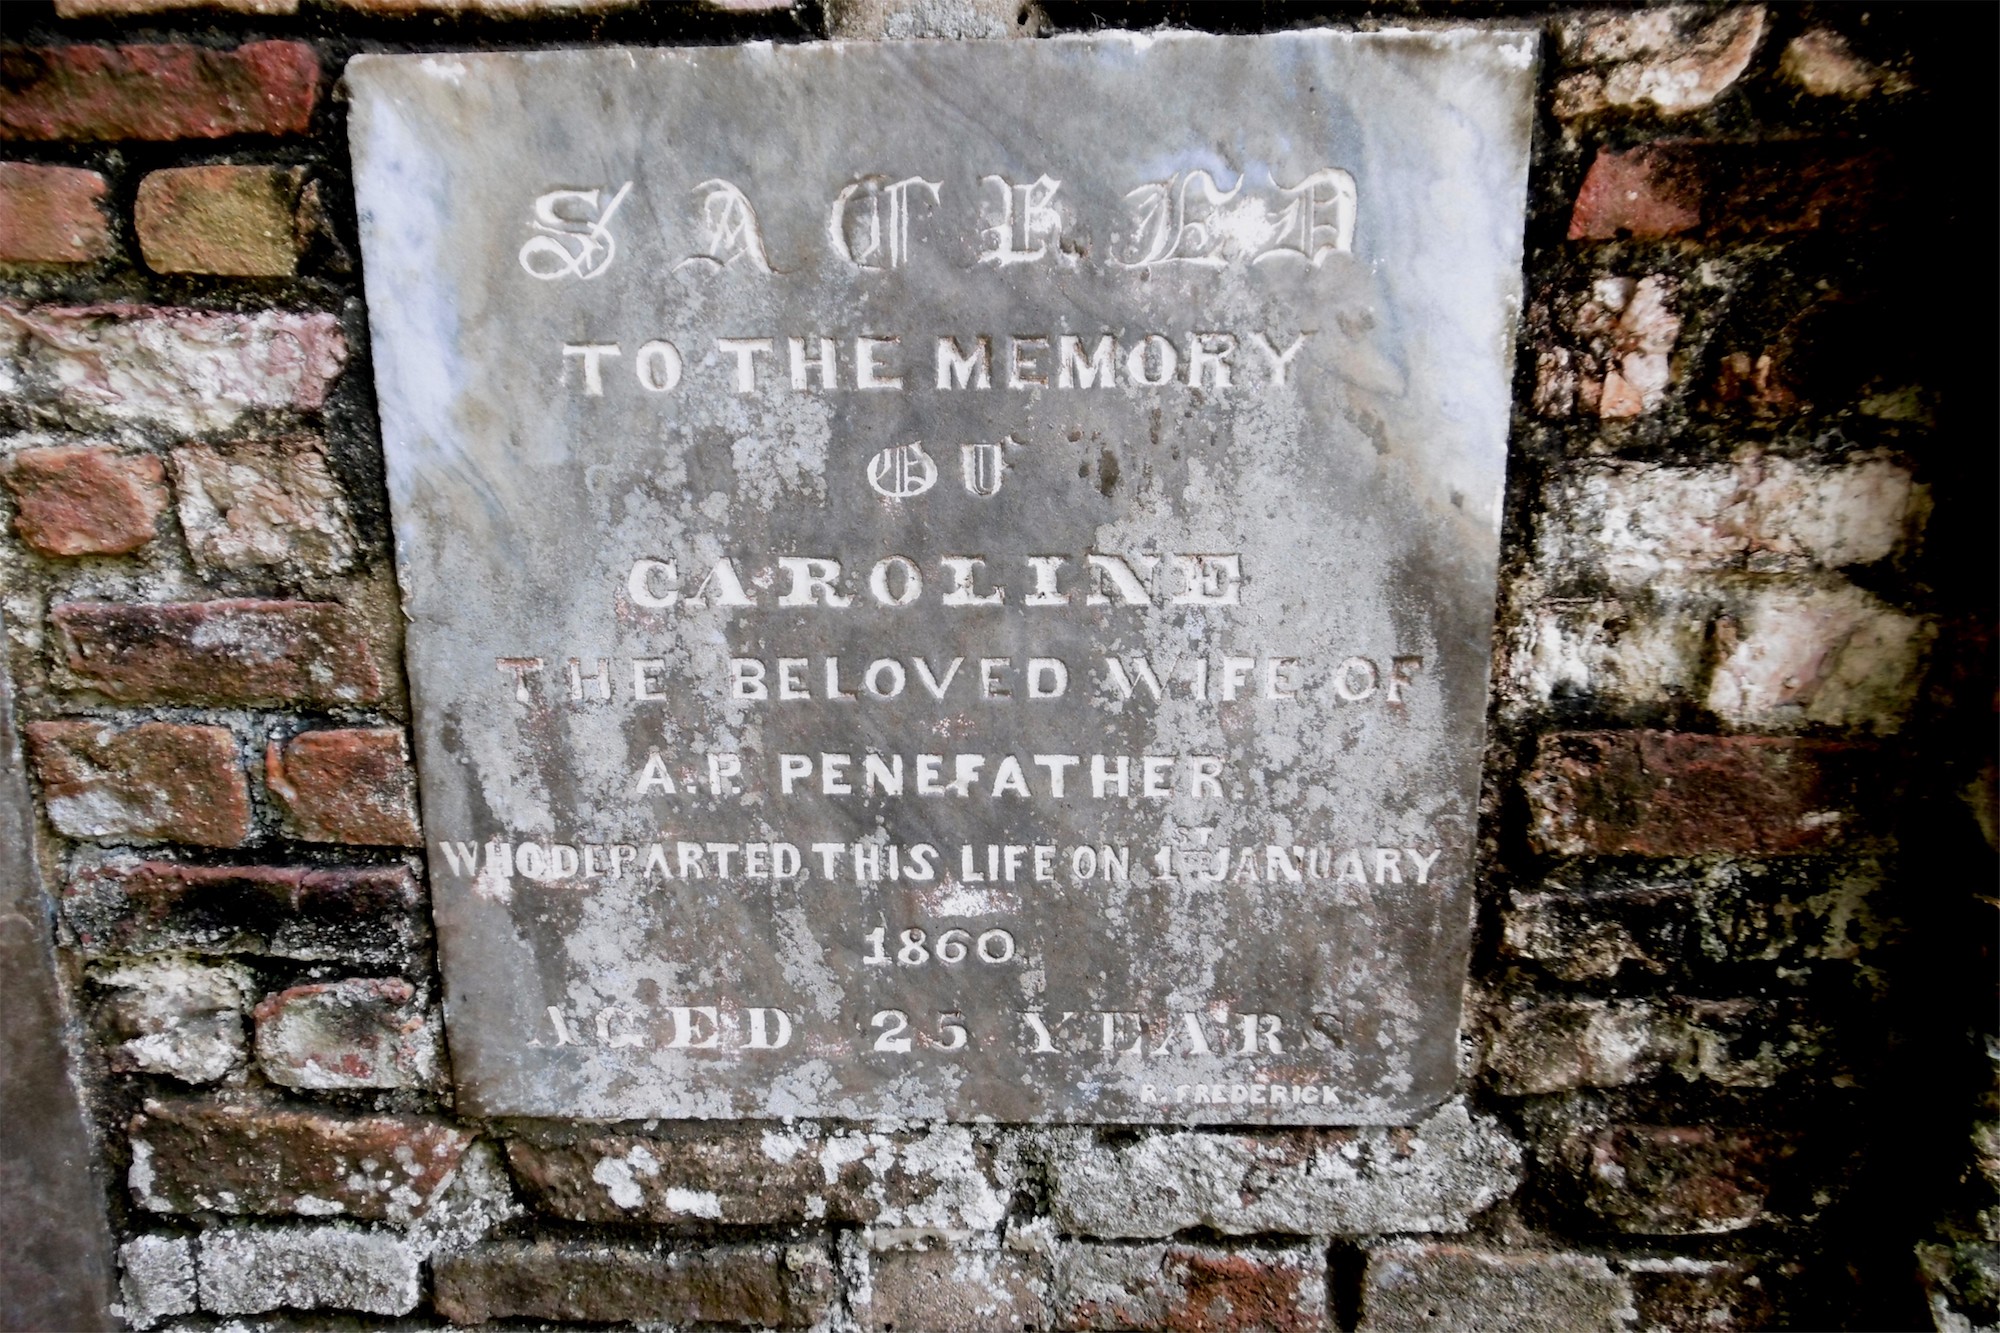 SACRED
TO THE MEMORY
OF
CAROLINE
THE BELOVED WIFE OF
A.P. PENEFATHER.
WHO DEPARTED THIS LIFE ON 1ST JANUARY
1860
AGED 25 YEARS
R. FREDERICK